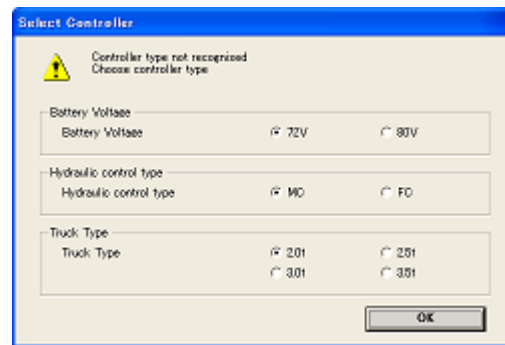 Select Controller
Controller type not recognised
Choose controller type
Battery Voltage
Battery Voltage 72V 80V
Hydraulic control type
Hydraulic control type MC FC
Truck Type
Truck Type 2.0t 2.5t
3.0t 3.5t
OK